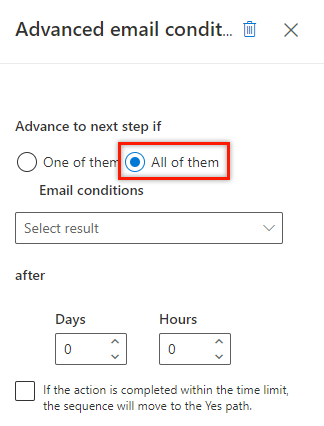 Advanced email condit...
Advance to next step if
One of them All of them
Email conditions
Select result
after
Days Hours
0 0
If the action is completed within the time limit,
the sequence will move to the Yes path.